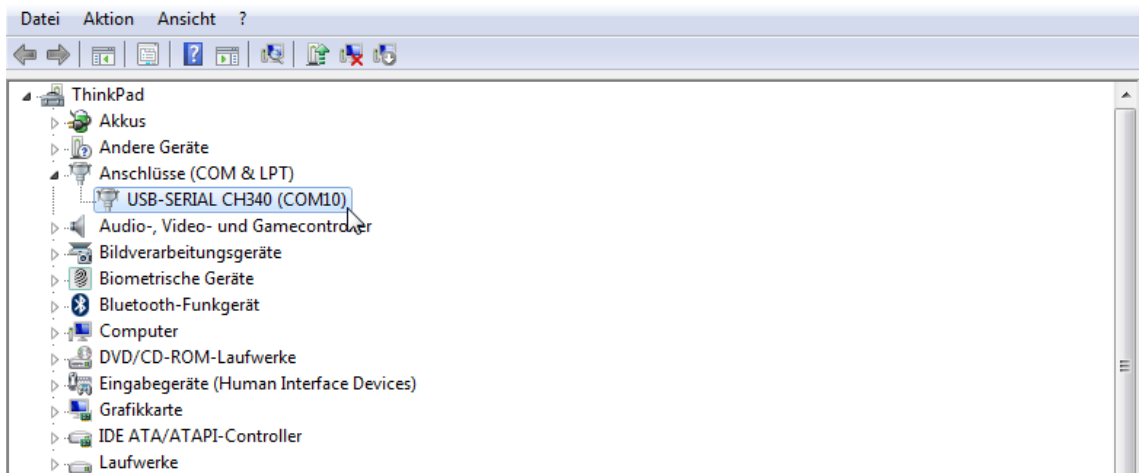 Datei Aktion Ansicht ?
ThinkPad
Akkus
Andere Geräte
Anschlüsse (COM & LPT)
USB-SERIAL CH340 (COM10)
Audio-, Video- und Gamecontroller
Bildverarbeitungsgeräte
Biometrische Geräte
Bluetooth-Funkgerät
Computer
DVD/CD-ROM-Laufwerke
Eingabegeräte (Human Interface Devices)
Grafikkarte
IDE ATA/ATAPI-Controller
Laufwerke